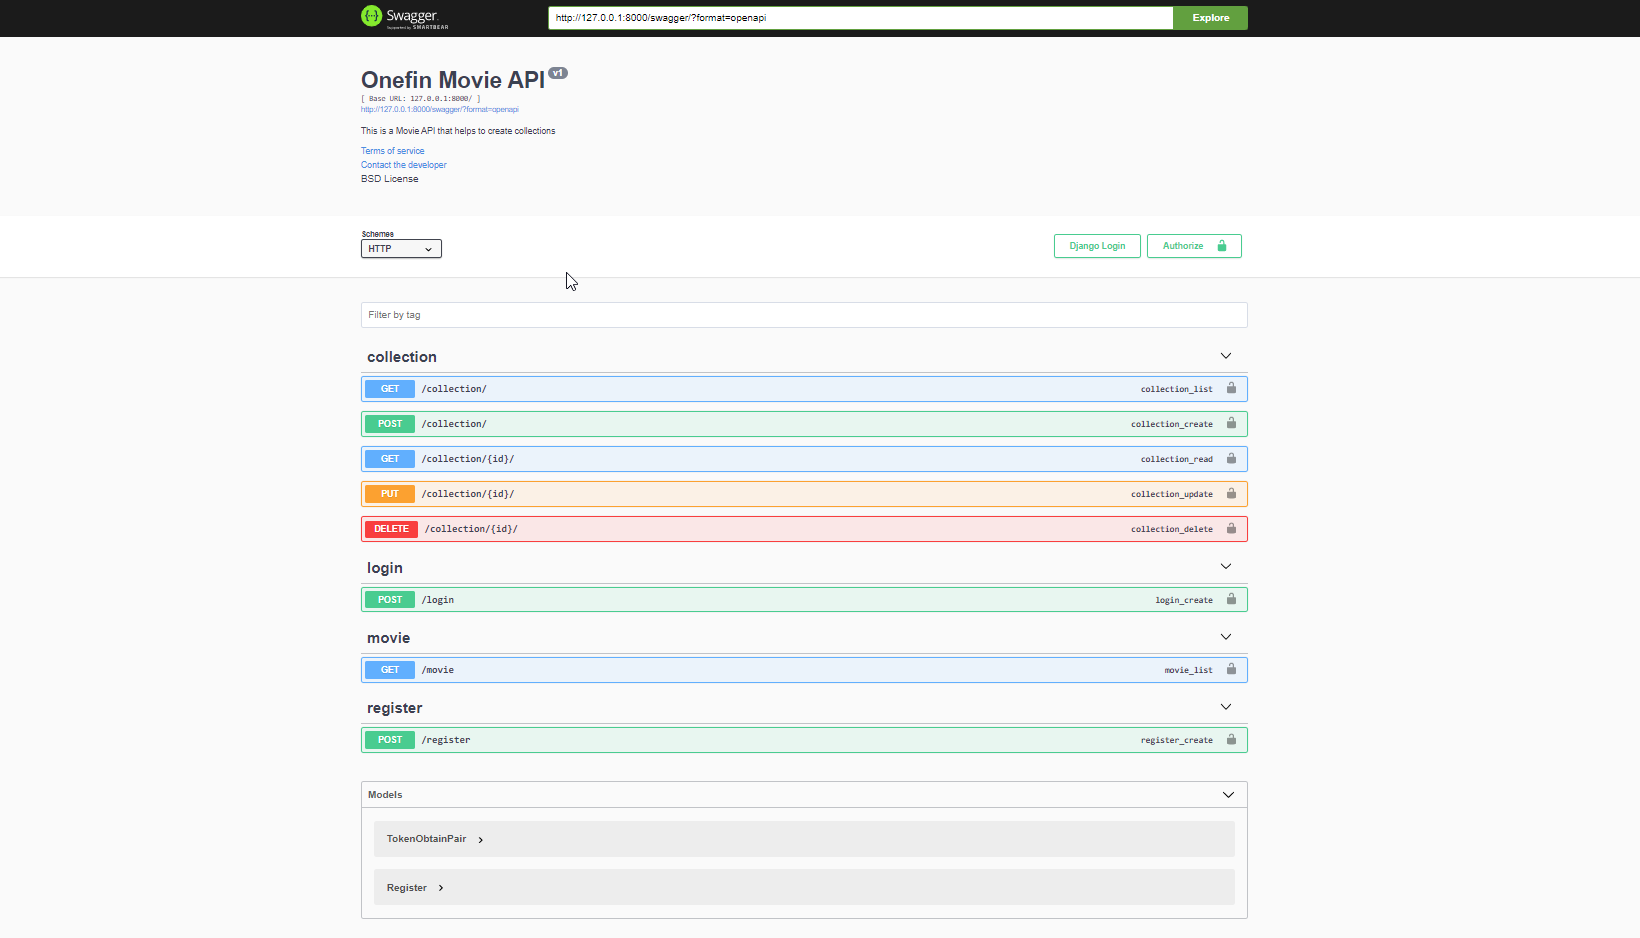 Swagger.
Supported by SMARTBEAR
http://127.0.0.1:8000/swagger/?format=openapi
Explore
Onefin Movie API v1
[ Base URL: 127.0.0.1:8000/ ]
http://127.0.0.1:8000/swagger/?format=openapi
This is a Movie API that helps to create collections
Terms of service
Contact the developer
BSD License
Schemes
HTTP
Django Login
Authorize
Filter by tag
collection
GET /collection/ collection_list
POST /collection/ collection_create
GET /collection/{id}/ collection_read
PUT /collection/{id}/ collection_update
DELETE /collection/{id}/ collection_delete
login
POST /login login_create
movie
GET /movie movie_list
register
POST /register register_create
Models
TokenObtainPair
Register